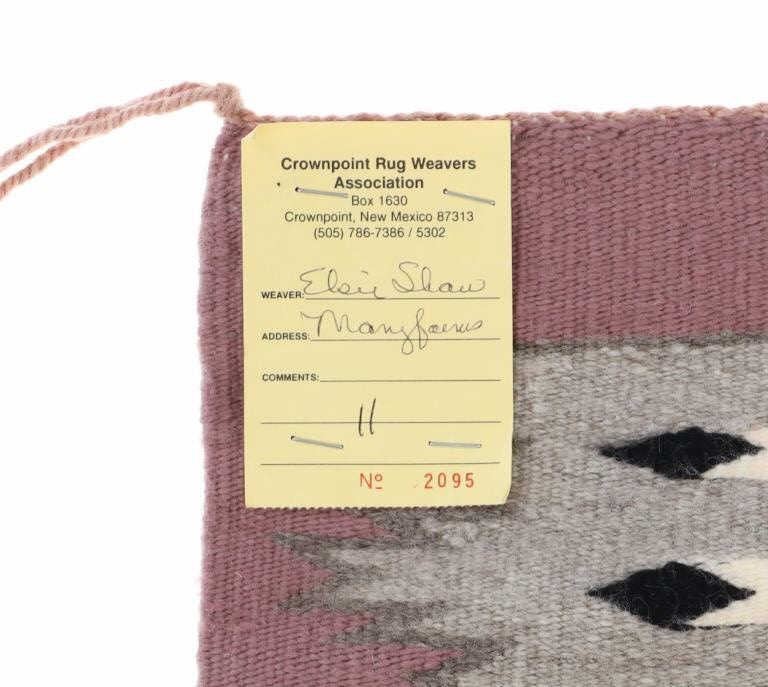 Crownpoint Rug Weavers
Association
Box 1630
Crownpoint, New Mexico 87313
(505) 786-7386 / 5302
WEAVER: Elsie Shaw
ADDRESS: Manyfarms
COMMENTS:
11
Nº 2095